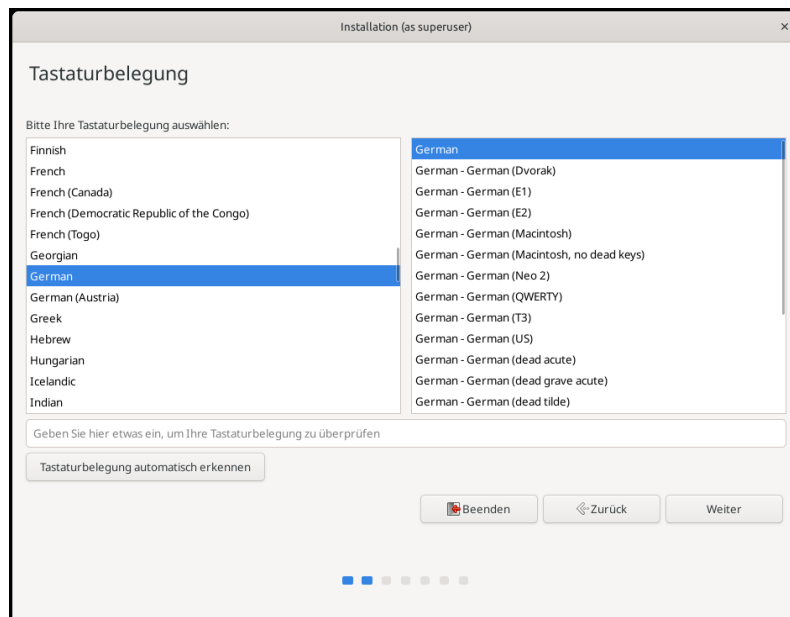 Installation (as superuser)
×
Tastaturbelegung
Bitte Ihre Tastaturbelegung auswählen:
Finnish
French
French (Canada)
French (Democratic Republic of the Congo)
French (Togo)
Georgian
German
German (Austria)
Greek
Hebrew
Hungarian
Icelandic
Indian
German
German - German (Dvorak)
German - German (E1)
German - German (E2)
German - German (Macintosh)
German - German (Macintosh, no dead keys)
German - German (Neo 2)
German - German (QWERTY)
German - German (T3)
German - German (US)
German - German (dead acute)
German - German (dead grave acute)
German - German (dead tilde)
Geben Sie hier etwas ein, um Ihre Tastaturbelegung zu überprüfen
Tastaturbelegung automatisch erkennen
Beenden
Zurück
Weiter